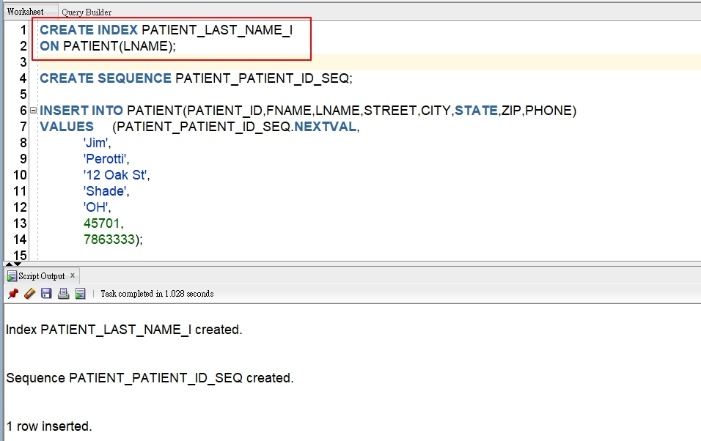 Worksheet Query Builder
1 CREATE INDEX PATIENT_LAST_NAME_I
2 ON PATIENT(LNAME);
3
4 CREATE SEQUENCE PATIENT_PATIENT_ID_SEQ;
5
6 INSERT INTO PATIENT(PATIENT_ID,FNAME,LNAME,STREET,CITY,STATE,ZIP,PHONE)
7 VALUES (PATIENT_PATIENT_ID_SEQ.NEXTVAL,
8 'Jim',
9 'Perotti',
10 '12 Oak St',
11 'Shade',
12 'OH',
13 45701,
14 7863333);
15
Script Output ×
Task completed in 1.028 seconds
Index PATIENT_LAST_NAME_I created.
Sequence PATIENT_PATIENT_ID_SEQ created.
1 row inserted.